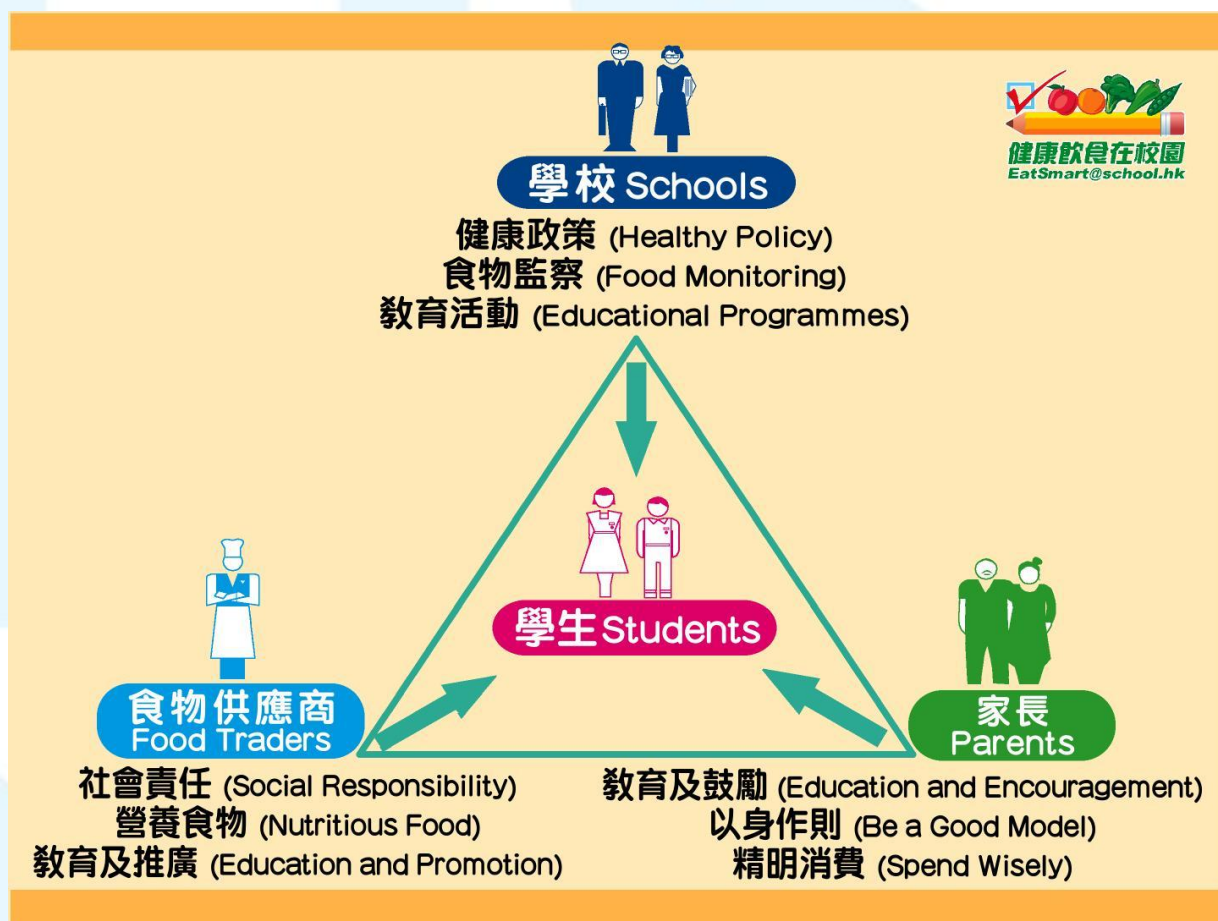 健康飲食在校園
EatSmart@school.hk
學校 Schools
健康政策 (Healthy Policy)
食物監察 (Food Monitoring)
教育活動 (Educational Programmes)
學生 Students
食物供應商
Food Traders
社會責任 (Social Responsibility)
營養食物 (Nutritious Food)
教育及推廣 (Education and Promotion)
家長
Parents
教育及鼓勵 (Education and Encouragement)
以身作則 (Be a Good Model)
精明消費 (Spend Wisely)